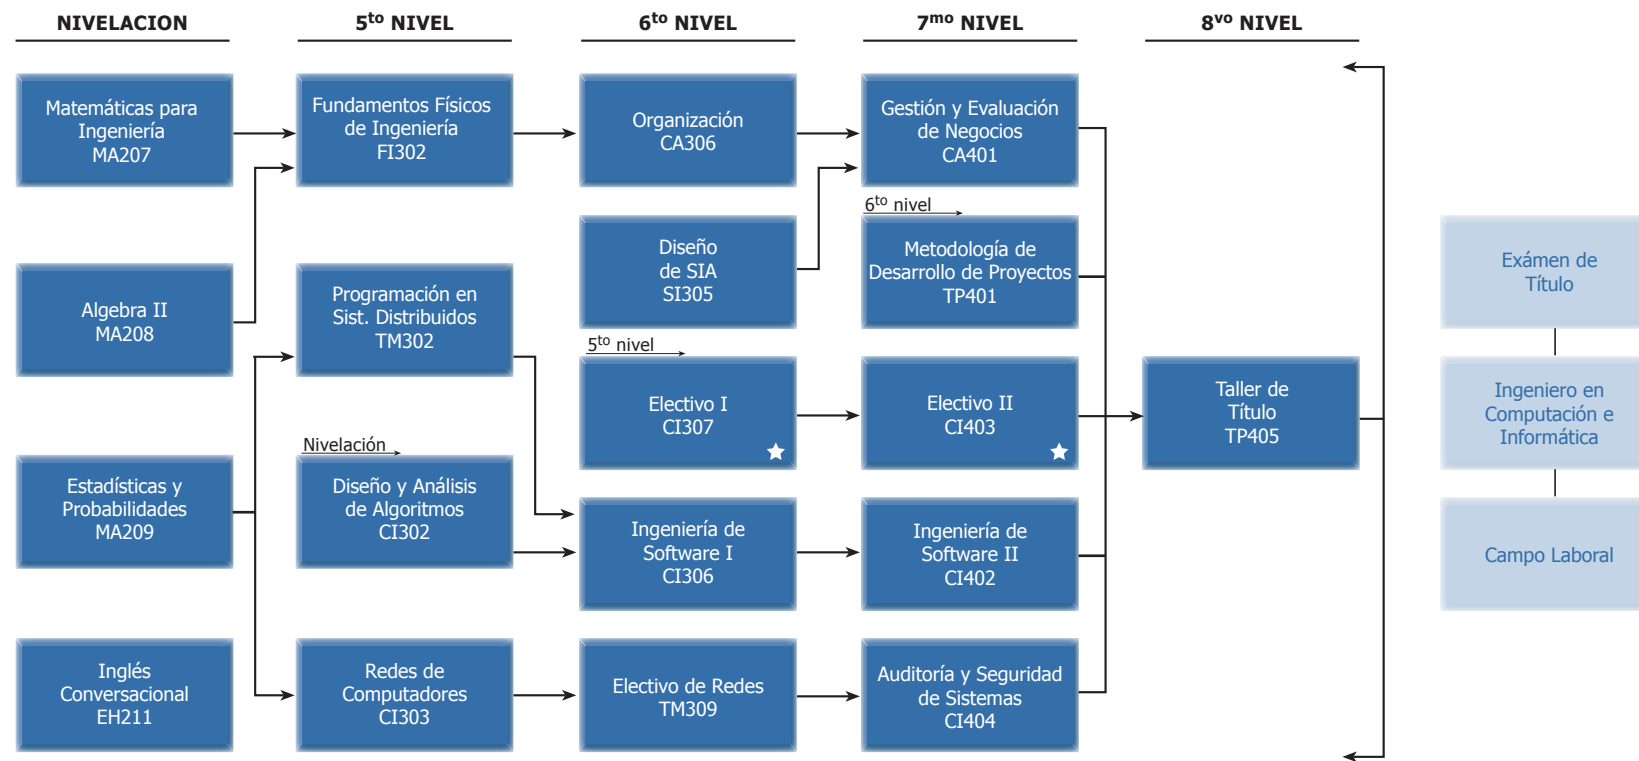 NIVELACION
5to NIVEL
6to NIVEL
7mo NIVEL
8vo NIVEL
Matemáticas para
Ingeniería
MA207
Algebra II
MA208
Estadísticas y
Probabilidades
MA209
Inglés
Conversacional
EH211
Fundamentos Físicos
de Ingeniería
FI302
Programación en
Sist. Distribuidos
TM302
Nivelación
Diseño y Análisis
de Algoritmos
CI302
Redes de
Computadores
CI303
Organización
CA306
Diseño
de SIA
SI305
5to nivel
Electivo I
CI307
Ingeniería de
Software I
CI306
Electivo de Redes
TM309
Gestión y Evaluación
de Negocios
CA401
6to nivel
Metodología de
Desarrollo de Proyectos
TP401
Electivo II
CI403
Ingeniería de
Software II
CI402
Auditoría y Seguridad
de Sistemas
CI404
Taller de
Título
TP405
Exámen de
Título
Ingeniero en
Computación e
Informática
Campo Laboral